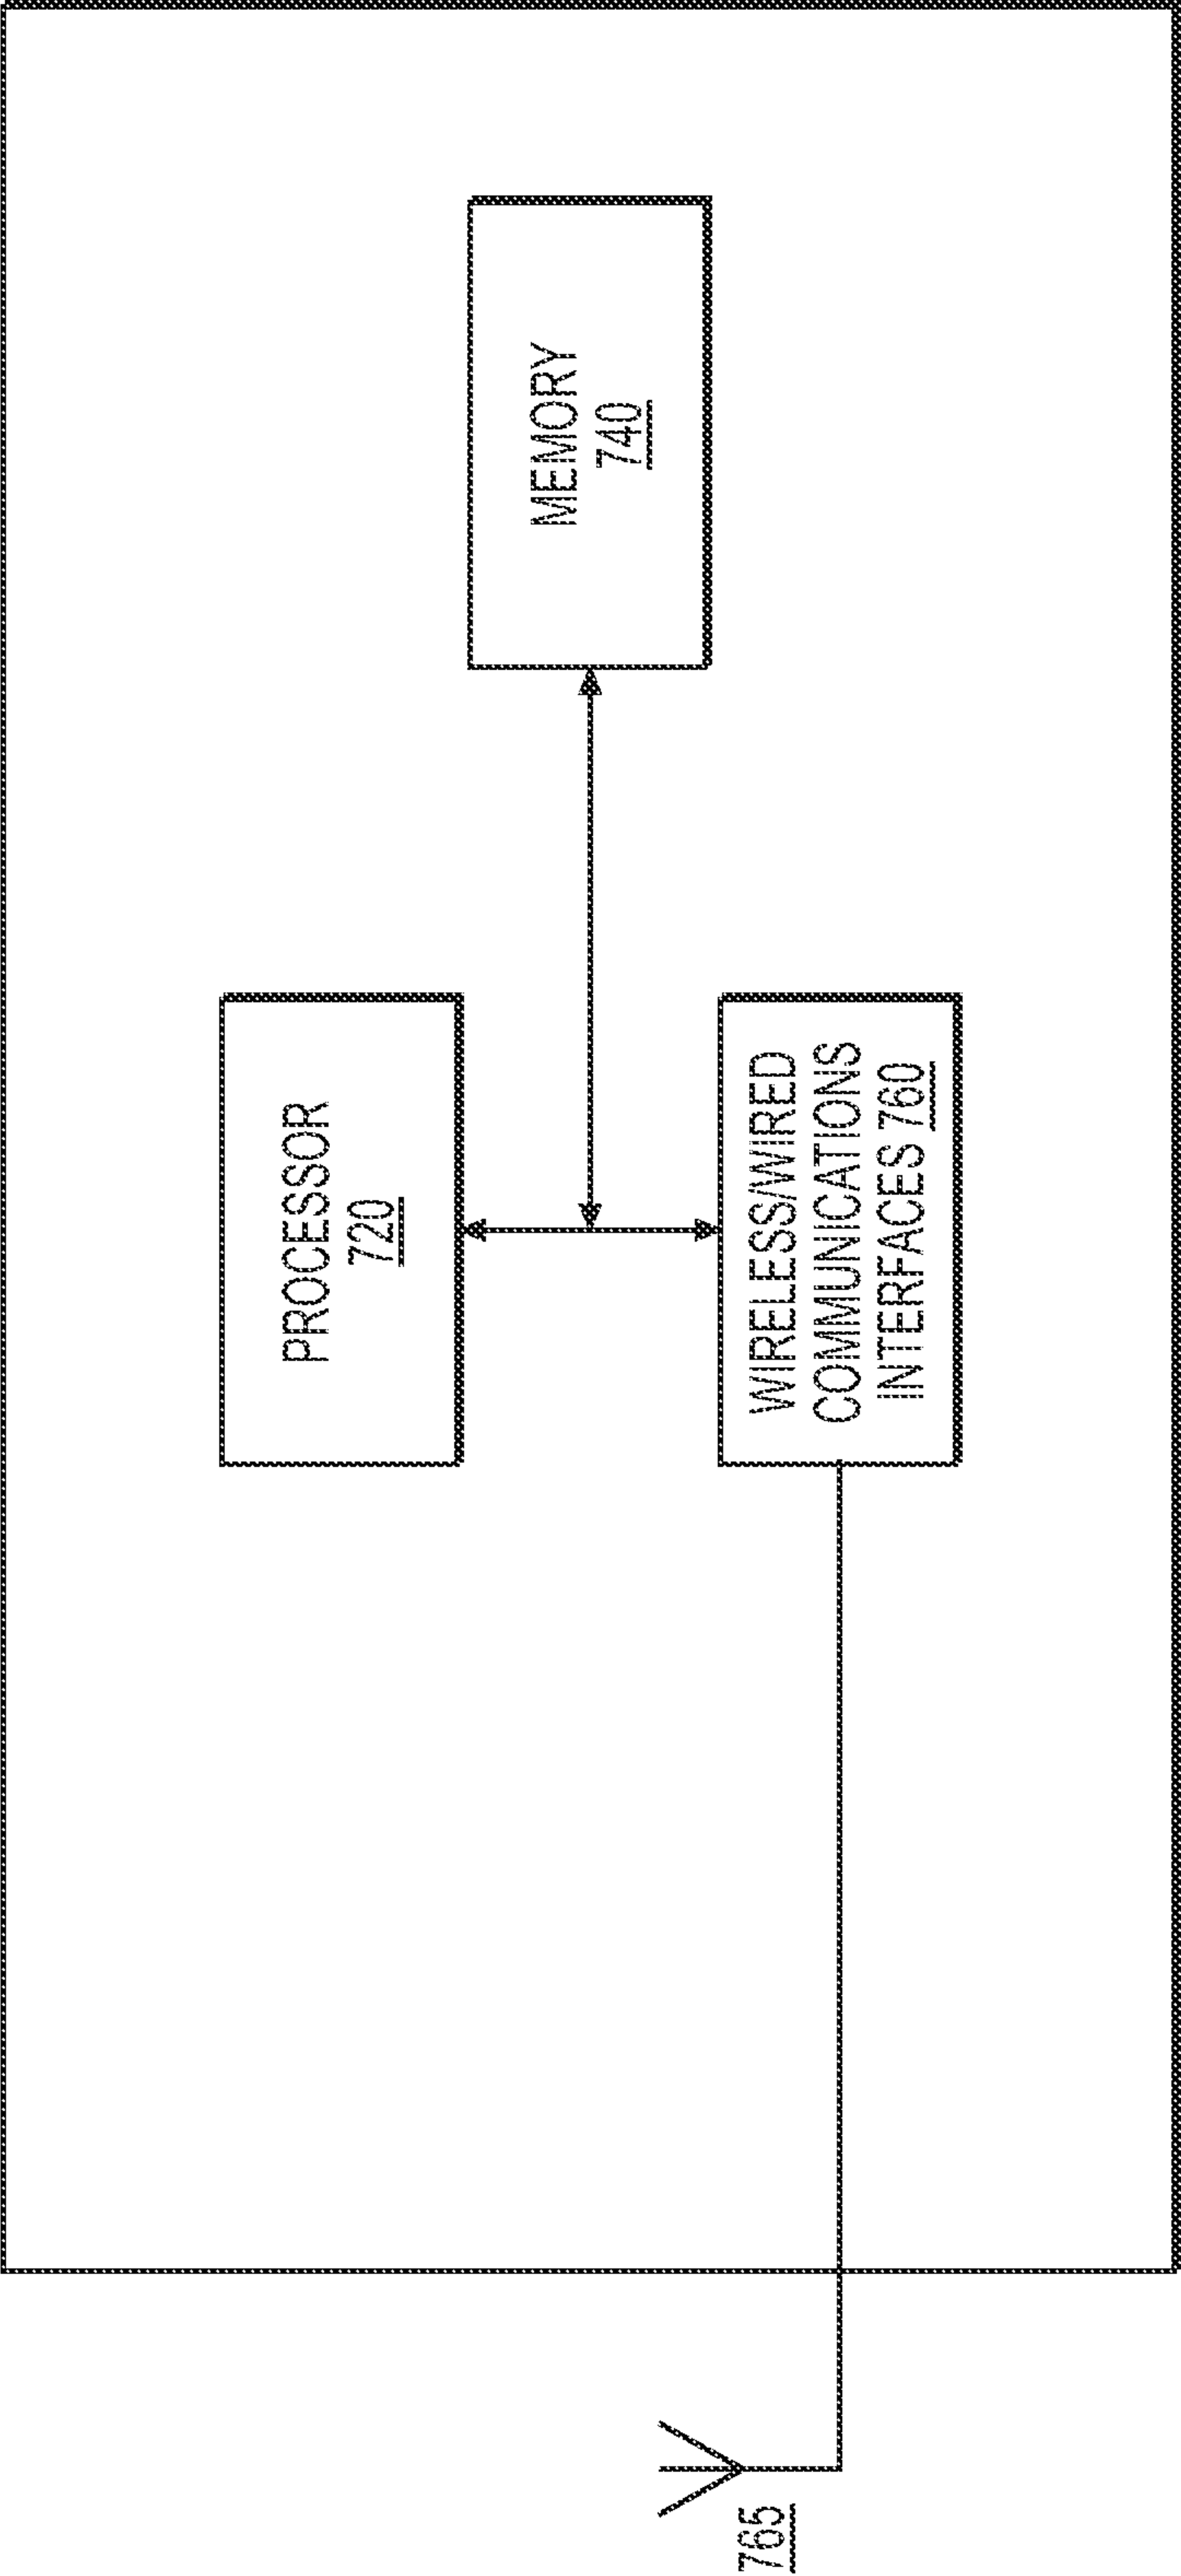 PROCESSOR
720
MEMORY
740
WIRELESS/WIRED
COMMUNICATIONS
INTERFACES 760
765